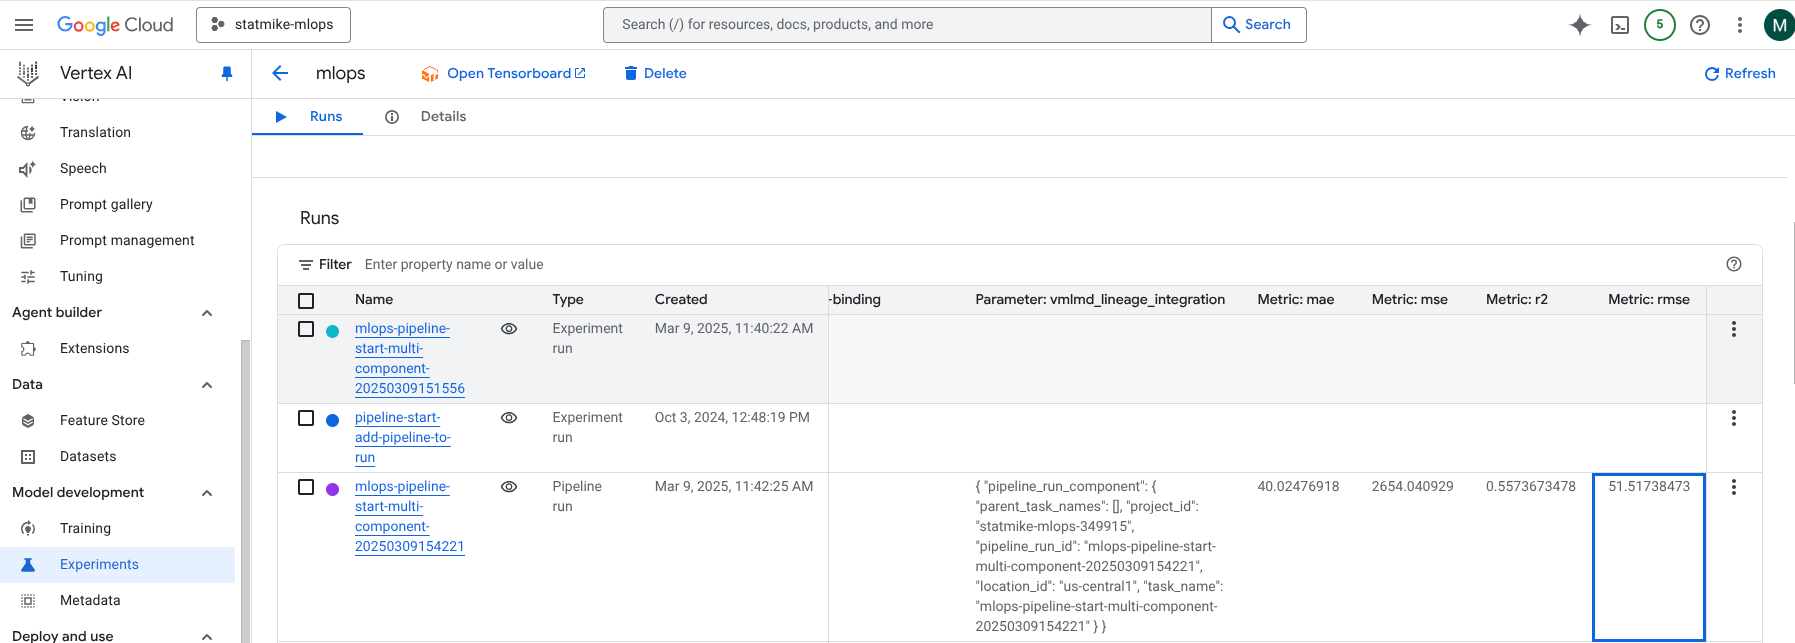 Google Cloud
statmike-mlops
Search (/) for resources, docs, products, and more
Search
5
M
Vertex AI
mlops
Open Tensorboard
Delete
Refresh
Runs
Details
Vision
Translation
Speech
Prompt gallery
Prompt management
Tuning
Agent builder
Extensions
Data
Feature Store
Datasets
Model development
Training
Experiments
Metadata
Deploy and use
Runs
Filter Enter property name or value
Name Type Created -binding Parameter: vmlmd_lineage_integration Metric: mae Metric: mse Metric: r2 Metric: rmse
mlops-pipeline-
start-multi-
component-
20250309151556
Experiment
run
Mar 9, 2025, 11:40:22 AM
pipeline-start-
add-pipeline-to-
run
Experiment
run
Oct 3, 2024, 12:48:19 PM
mlops-pipeline-
start-multi-
component-
20250309154221
Pipeline
run
Mar 9, 2025, 11:42:25 AM
{ "pipeline_run_component": {
"parent_task_names": [], "project_id":
"statmike-mlops-349915",
"pipeline_run_id": "mlops-pipeline-start-
multi-component-20250309154221",
"location_id": "us-central1", "task_name":
"mlops-pipeline-start-multi-component-
20250309154221" } }
40.02476918
2654.040929
0.5573673478
51.51738473